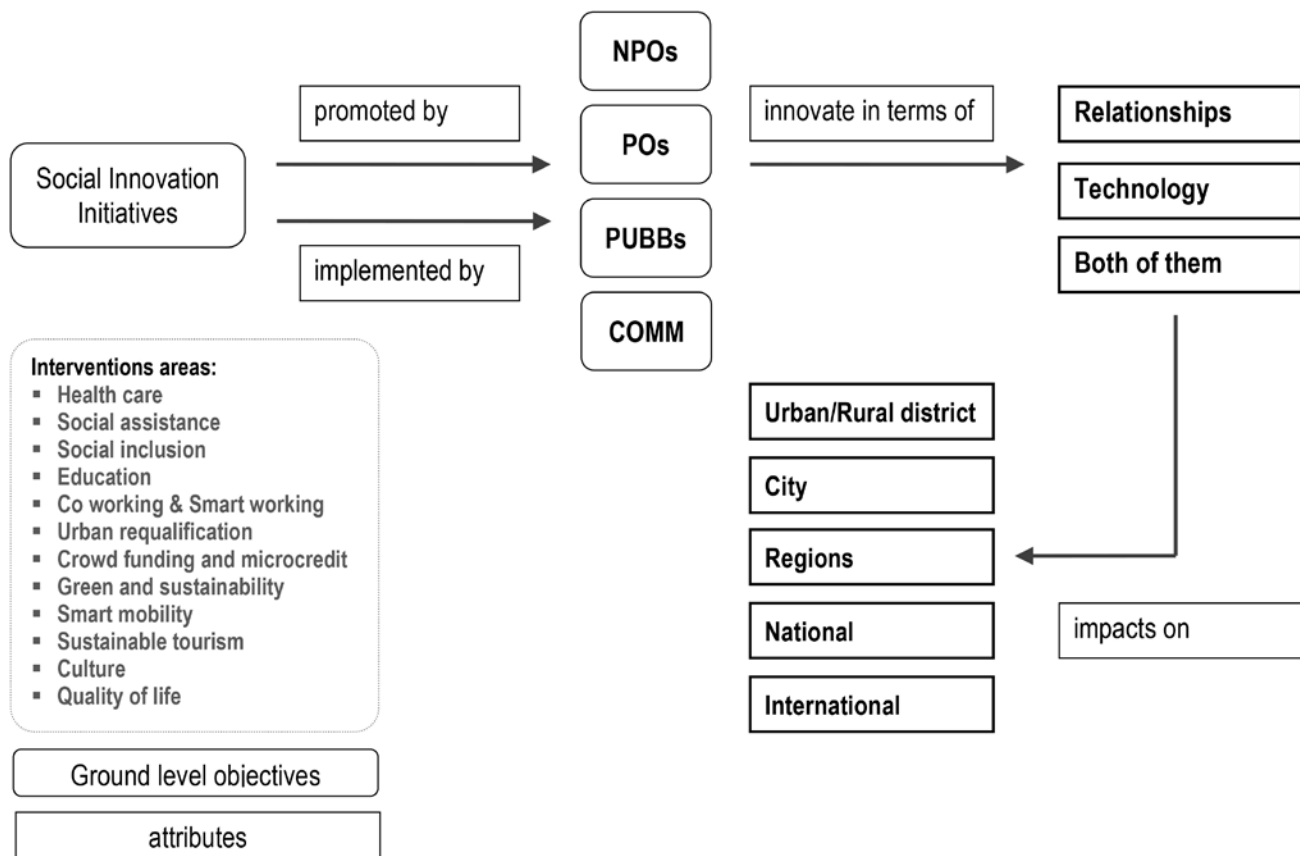 Social Innovation
Initiatives
promoted by
implemented by
NPOs
POs
PUBBs
COMM
innovate in terms of
Relationships
Technology
Both of them
impacts on
Urban/Rural district
City
Regions
National
International
Interventions areas:
▪ Health care
▪ Social assistance
▪ Social inclusion
▪ Education
▪ Co working & Smart working
▪ Urban requalification
▪ Crowd funding and microcredit
▪ Green and sustainability
▪ Smart mobility
▪ Sustainable tourism
▪ Culture
▪ Quality of life
Ground level objectives
attributes